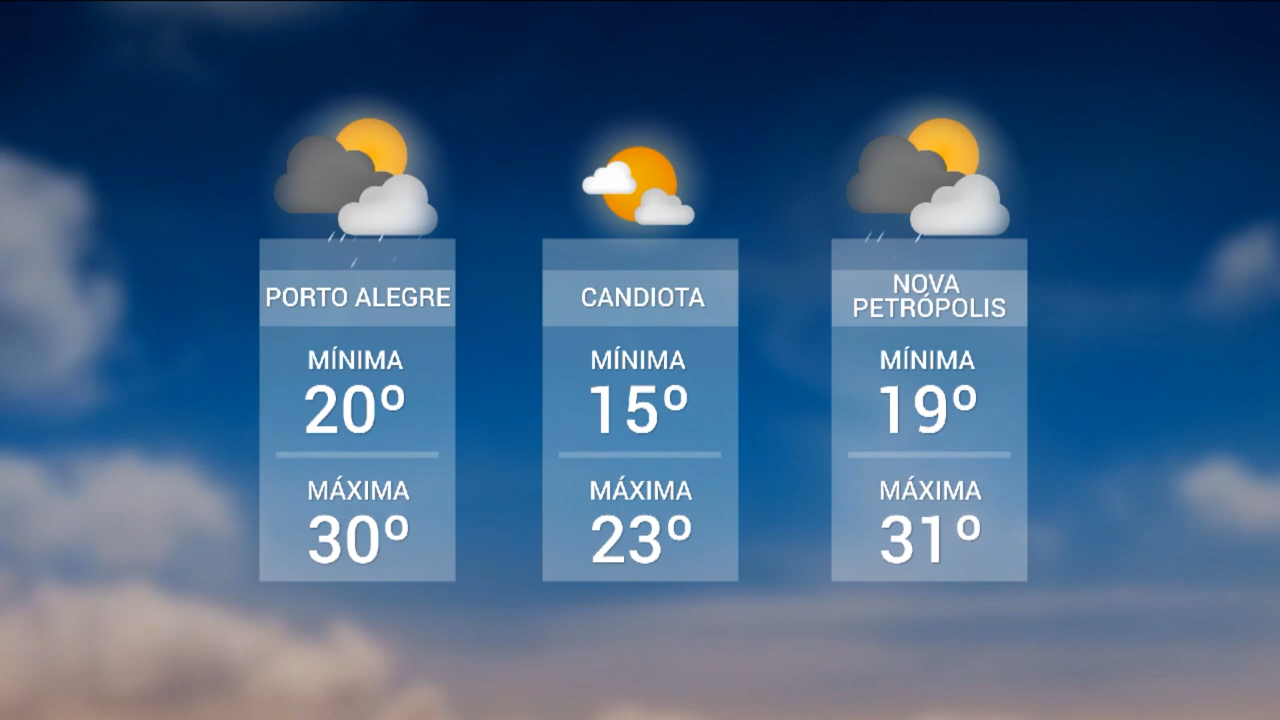 PORTO ALEGRE
MÍNIMA
20º
MÁXIMA
30º
CANDIOTA
MÍNIMA
15º
MÁXIMA
23º
NOVA
PETRÓPOLIS
MÍNIMA
19º
MÁXIMA
31º